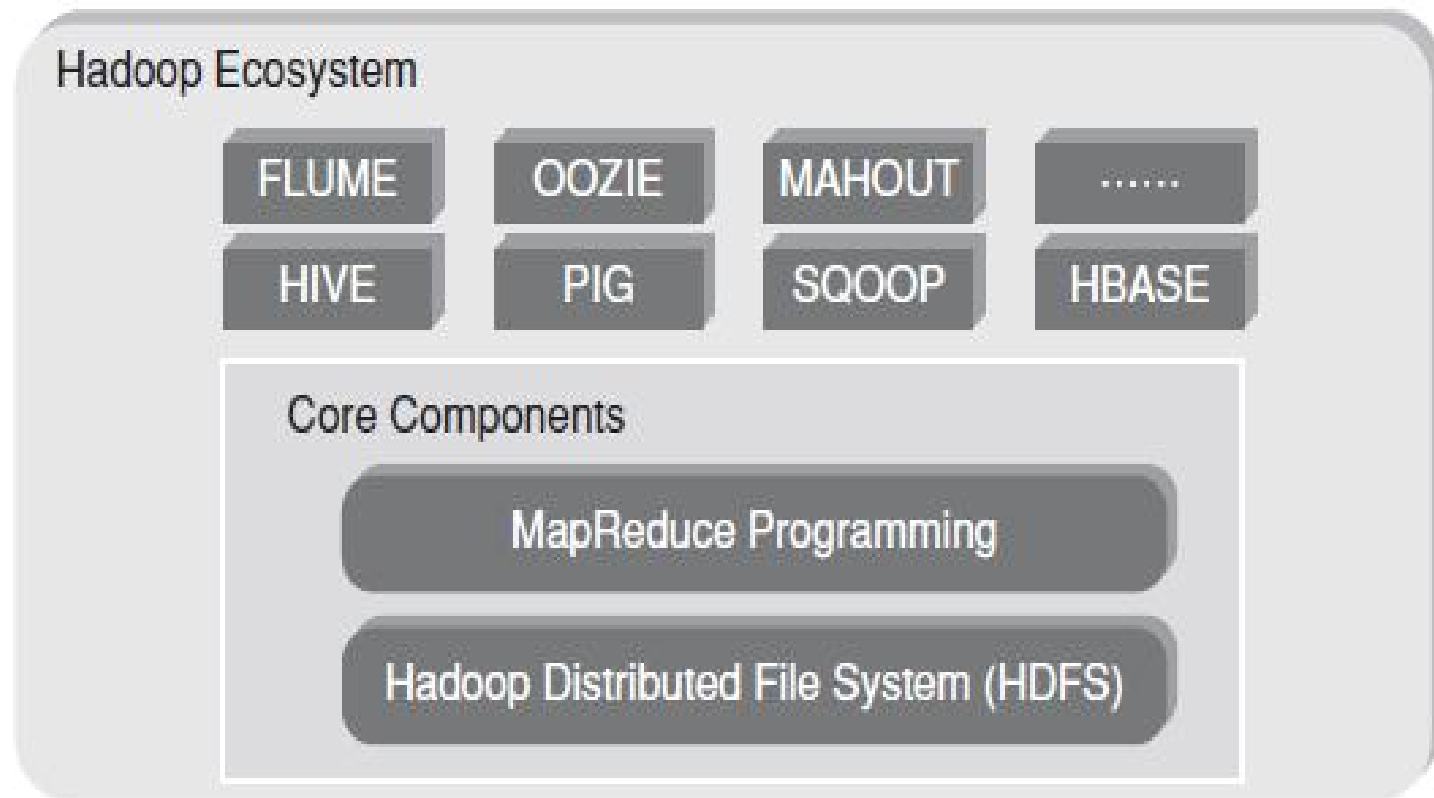 Hadoop Ecosystem
FLUME OOZIE MAHOUT ......
HIVE PIG SQOOP HBASE
Core Components
MapReduce Programming
Hadoop Distributed File System (HDFS)